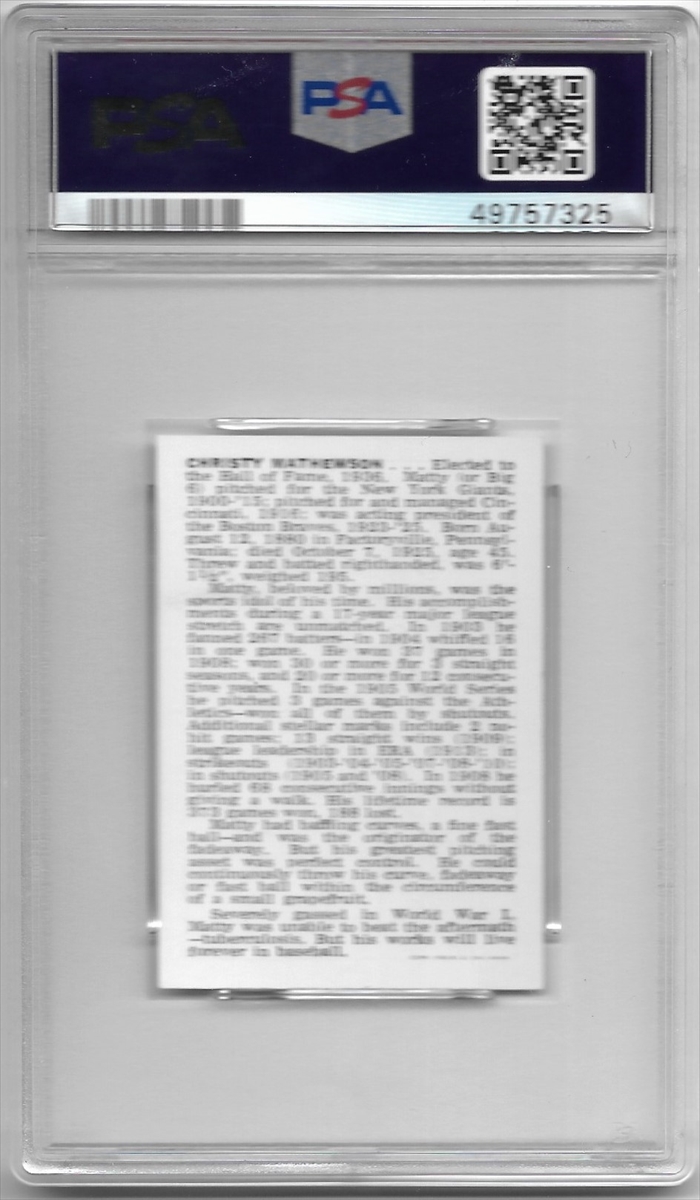 PSA
PSA
49757325
CHRISTY MATHEWSON . . . Elected to
the Hall of Fame, 1936. Matty (or Big
6) pitched for the New York Giants,
1900-'15; pitched for and managed Cin-
cinnati, 1916; was acting president of
the Boston Braves, 1923-'25. Born Au-
gust 12, 1880 in Factoryville, Pennsyl-
vania; died October 7, 1925, age 45.
Threw and batted righthanded, was 6'-
1½", weighed 195.
Matty, beloved by millions, was the
sports idol of his time. His accomplish-
ments during a 17-year major league
stretch are unmatched. In 1903 he
fanned 267 batters—in 1904 whiffed 16
in one game. He won 37 games in
1908; won 30 or more for 3 straight
seasons, and 20 or more for 12 consecu-
tive years. In the 1905 World Series
he pitched 3 games against the Ath-
letics—won all of them by shutouts.
Additional stellar marks include 2 no-
hit games; 13 straight wins (1909);
league leadership in ERA (1913); in
strikeouts (1903-'04-'05-'07-'08-'10);
in shutouts (1905 and '08). In 1908 he
hurled 68 consecutive innings without
giving a walk. His lifetime record is
373 games won, 188 lost.
Matty had baffling curves, a fine fast
ball—and was the originator of the
fadeaway. But his greatest pitching
asset was perfect control. He could
continuously throw his curve, fadeaway
or fast ball within the circumference
of a small grapefruit.
Severely gassed in World War I,
Matty was unable to beat the aftermath
—tuberculosis. But his works will live
forever in baseball.